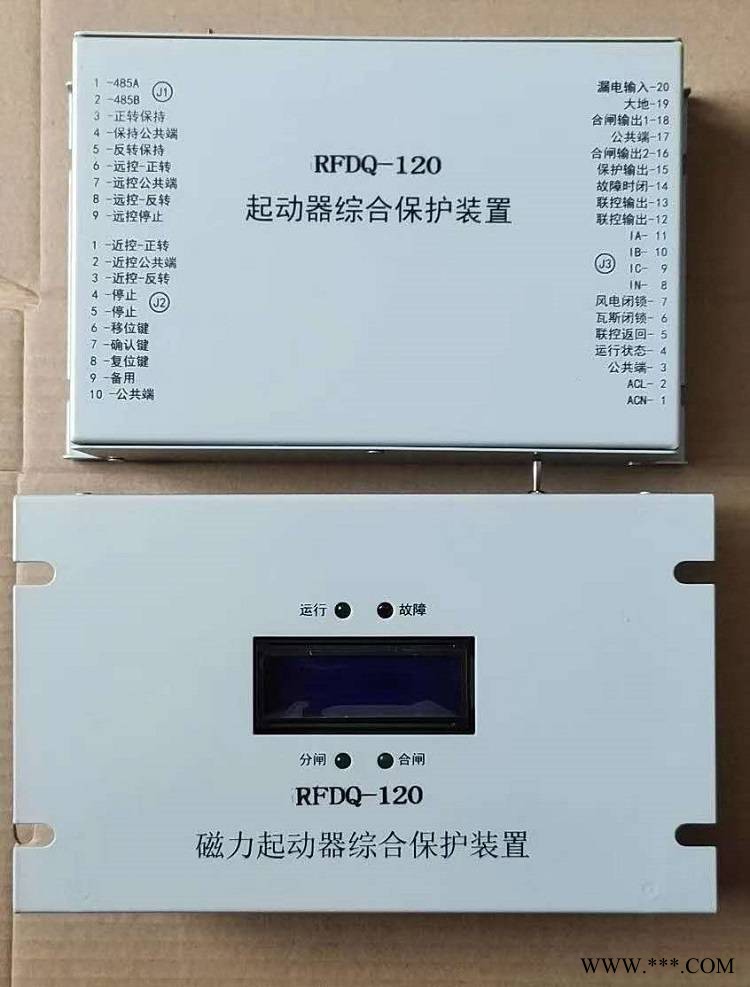 1 -485A
2 -485B
J1
3 -正转保持
4 -保持公共端
5 -反转保持
6 -远控-正转
7 -远控公共端
8 -远控-反转
9 -远控停止
1 -近控-正转
2 -近控公共端
3 -近控-反转
4 -停止
J2
5 -停止
6 -移位键
7 -确认键
8 -复位键
9 -备用
10 -公共端
RFDQ-120
起动器综合保护装置
漏电输入-20
大地-19
合闸输出1-18
公共端-17
合闸输出2-16
保护输出-15
故障时闭-14
联控输出-13
联控输出-12
IA- 11
IB- 10
J3
IC- 9
IN- 8
风电闭锁- 7
瓦斯闭锁- 6
联控返回- 5
运行状态- 4
公共端- 3
ACL- 2
ACN- 1
运行 故障
分闸 合闸
RFDQ-120
磁力起动器综合保护装置
WWW.***.COM